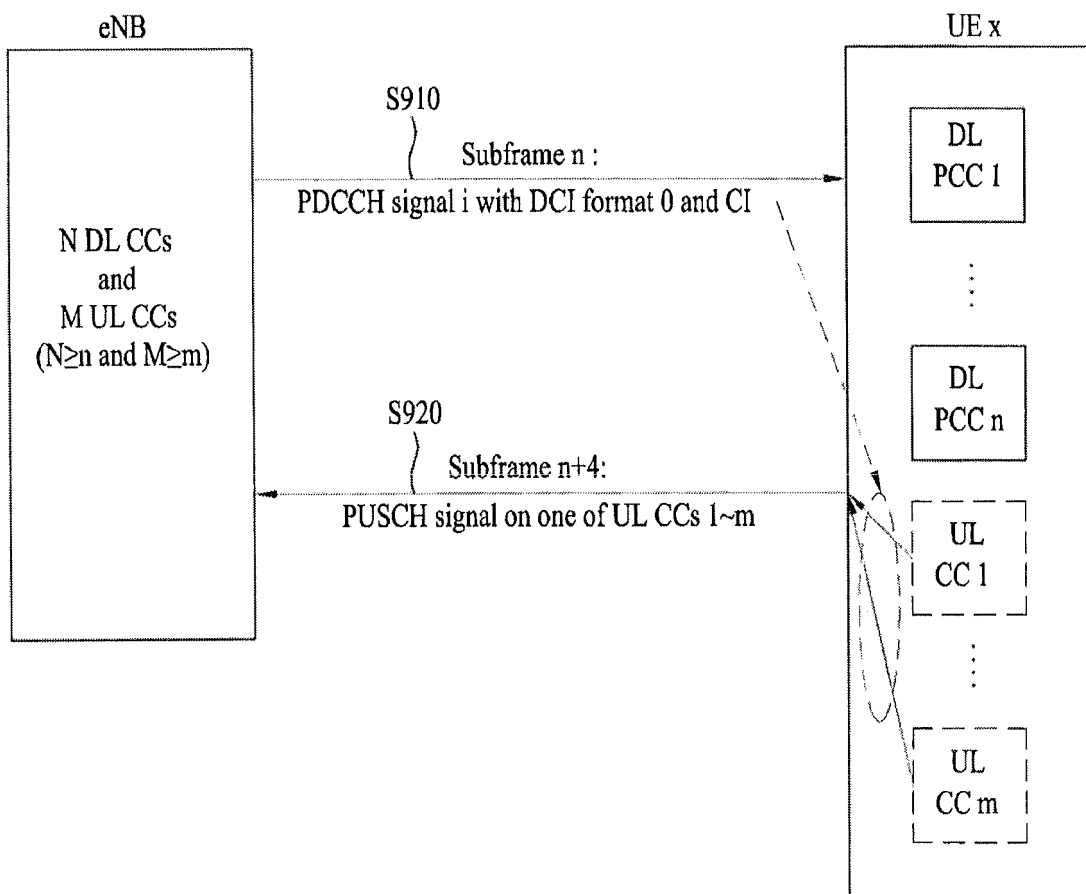 eNB
UE x
N DL CCs
and
M UL CCs
(N≥n and M≥m)
S910
Subframe n :
PDCCH signal i with DCI format 0 and CI
S920
Subframe n+4:
PUSCH signal on one of UL CCs 1~m
DL
PCC 1
DL
PCC n
UL
CC 1
UL
CC m